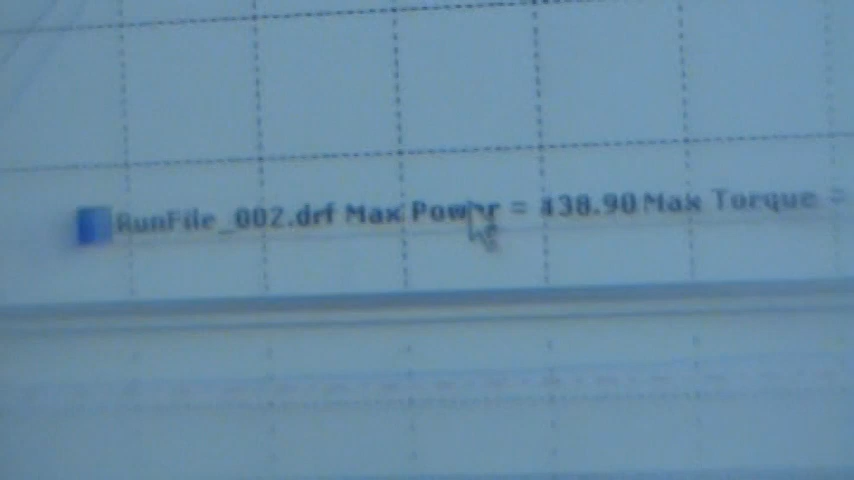 RunFile_002.drf Max Power = 438.90 Max Torque =